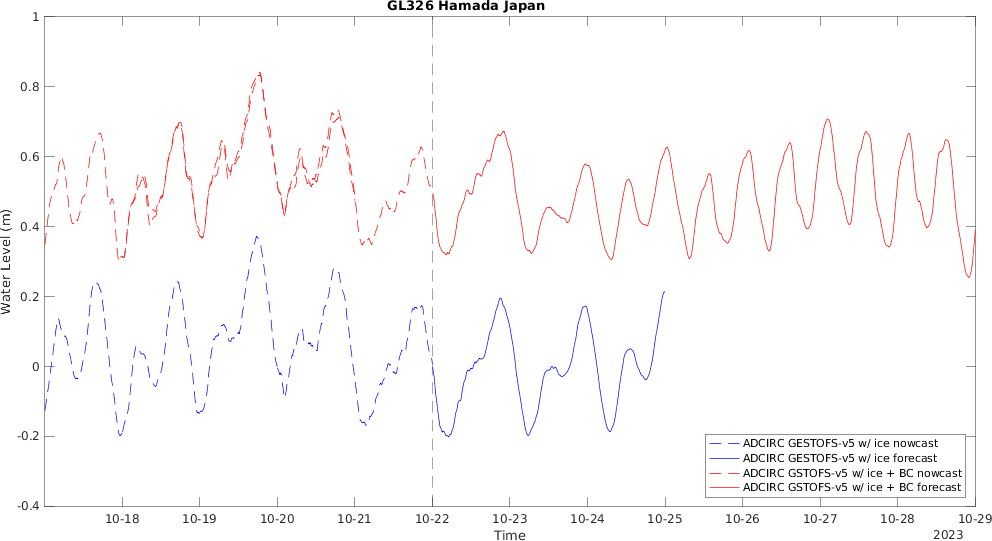 GL326 Hamada Japan
1
0.8
0.6
0.4
0.2
0
-0.2
-0.4
Water Level (m)
ADCIRC GESTOFS-v5 w/ ice nowcast
ADCIRC GESTOFS-v5 w/ ice forecast
ADCIRC GSTOFS-v5 w/ ice + BC nowcast
ADCIRC GSTOFS-v5 w/ ice + BC forecast
10-18 10-19 10-20 10-21 10-22 10-23 10-24 10-25 10-26 10-27 10-28 10-29
Time
2023